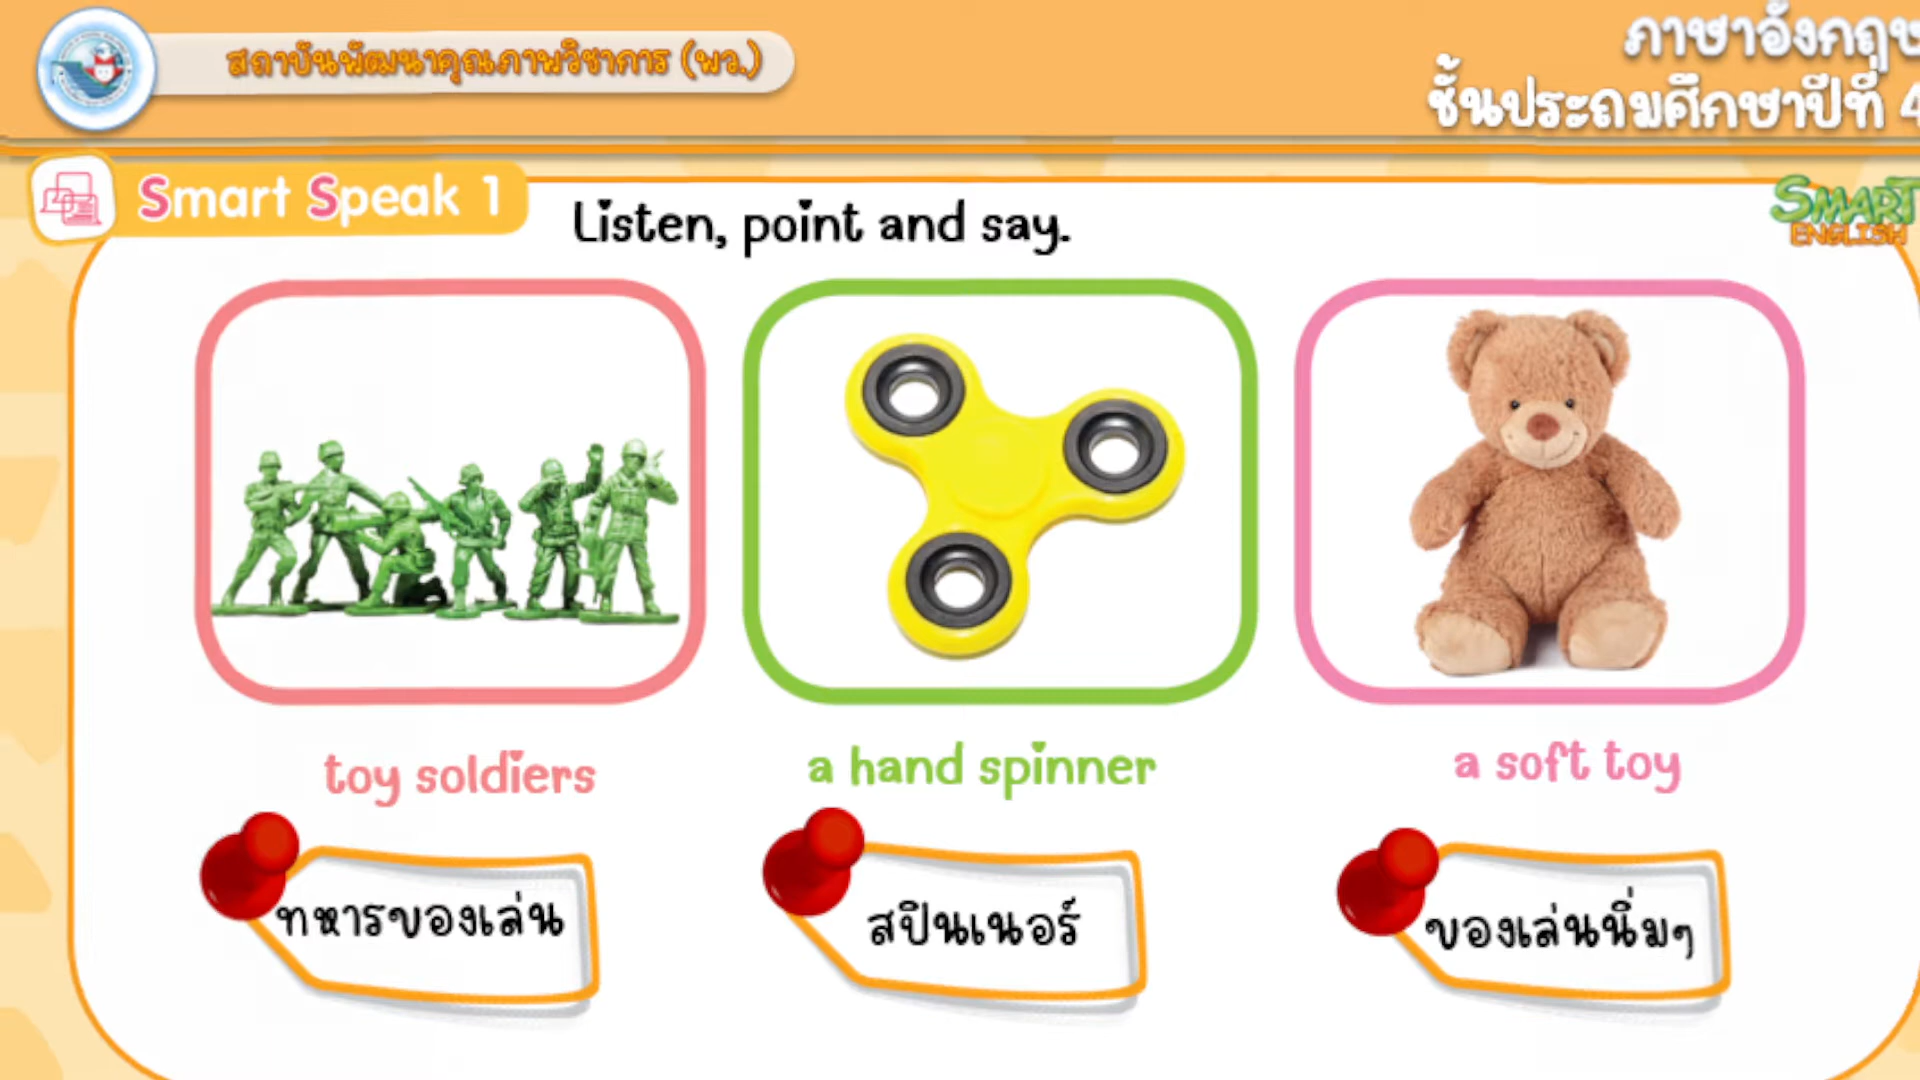 สถาบันพัฒนาคุณภาพวิชาการ (พว.)
ภาษาอังกฤษ
ชั้นประถมศึกษาปีที่ 4
Smart Speak 1
Listen, point and say.
SMART
ENGLISH
toy soldiers
a hand spinner
a soft toy
ทหารของเล่น
สปินเนอร์
ของเล่นนิ่มๆ